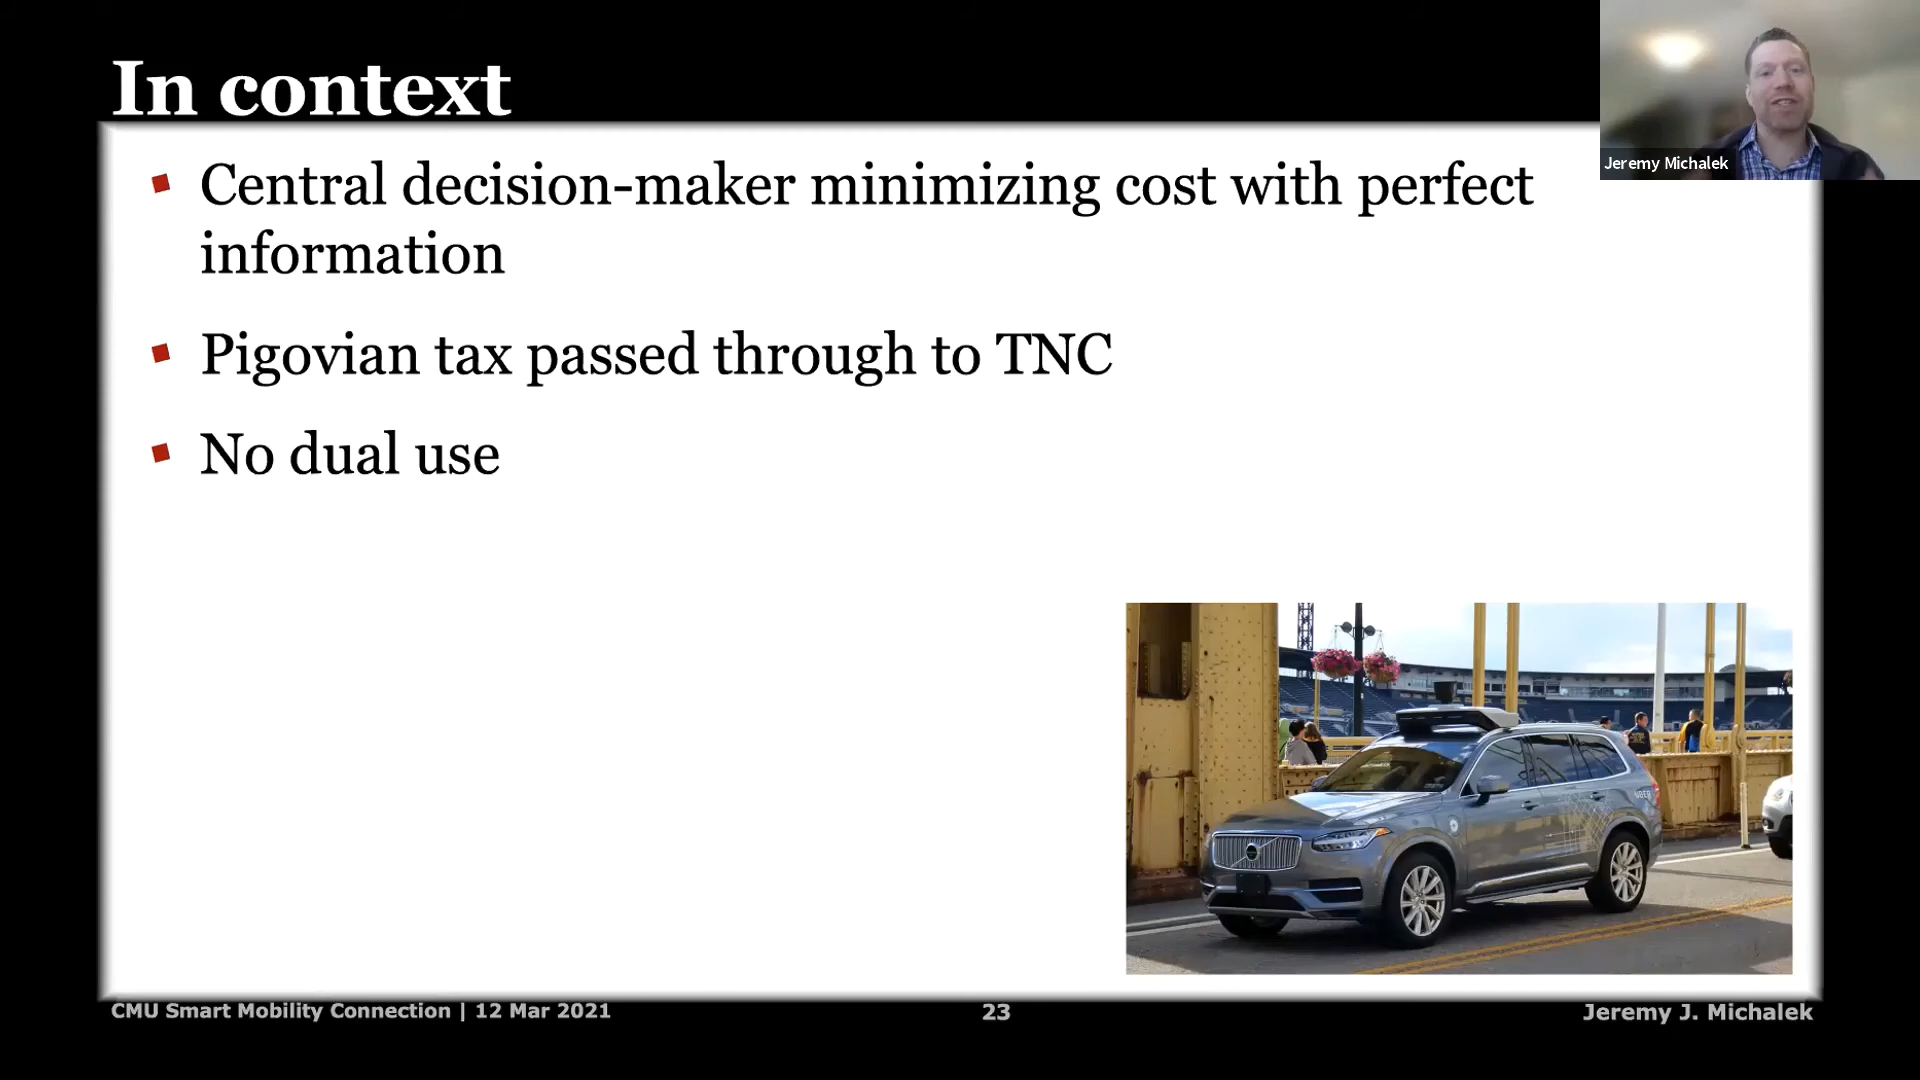 In context
Jeremy Michalek
Central decision-maker minimizing cost with perfect
information
Pigovian tax passed through to TNC
No dual use
UBER
CMU Smart Mobility Connection | 12 Mar 2021
23
Jeremy J. Michalek